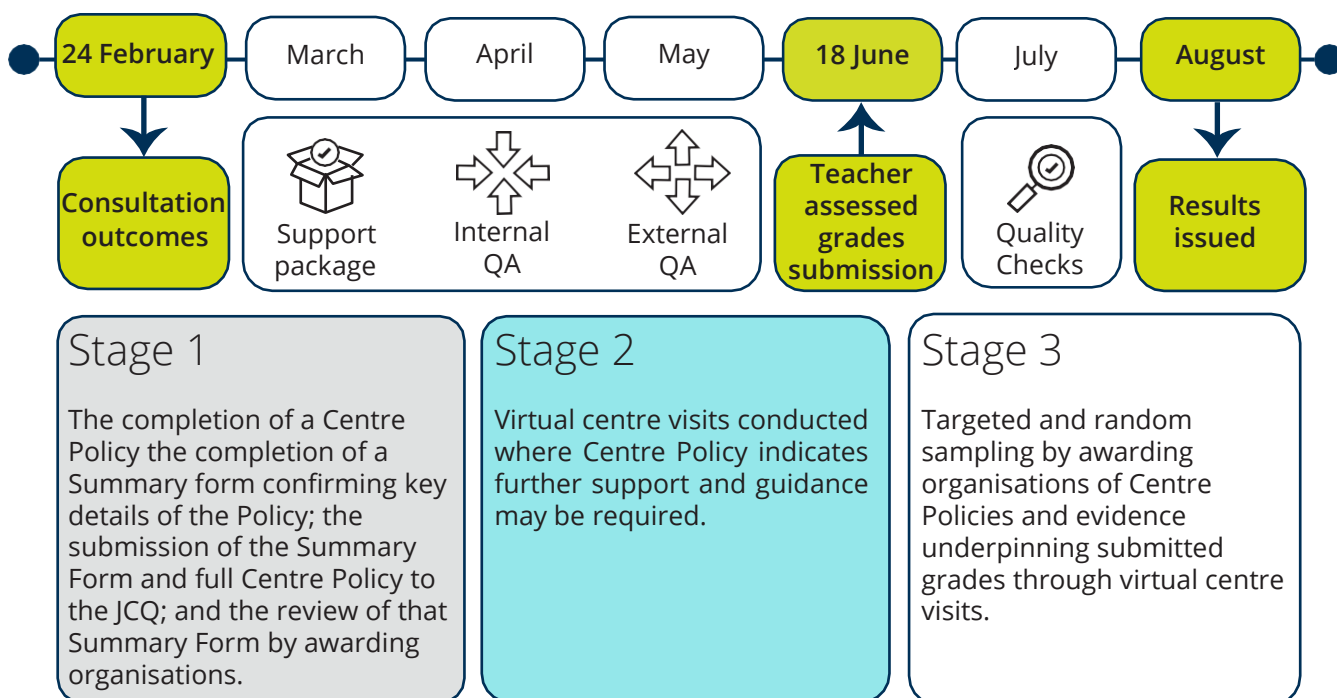 24 February
March
April
May
18 June
July
August
Consultation
outcomes
Support
package
Internal
QA
External
QA
Teacher
assessed
grades
submission
Quality
Checks
Results
issued
Stage 1
The completion of a Centre
Policy the completion of a
Summary form confirming key
details of the Policy; the
submission of the Summary
Form and full Centre Policy to
the JCQ; and the review of that
Summary Form by awarding
organisations.
Stage 2
Virtual centre visits conducted
where Centre Policy indicates
further support and guidance
may be required.
Stage 3
Targeted and random
sampling by awarding
organisations of Centre
Policies and evidence
underpinning submitted
grades through virtual centre
visits.